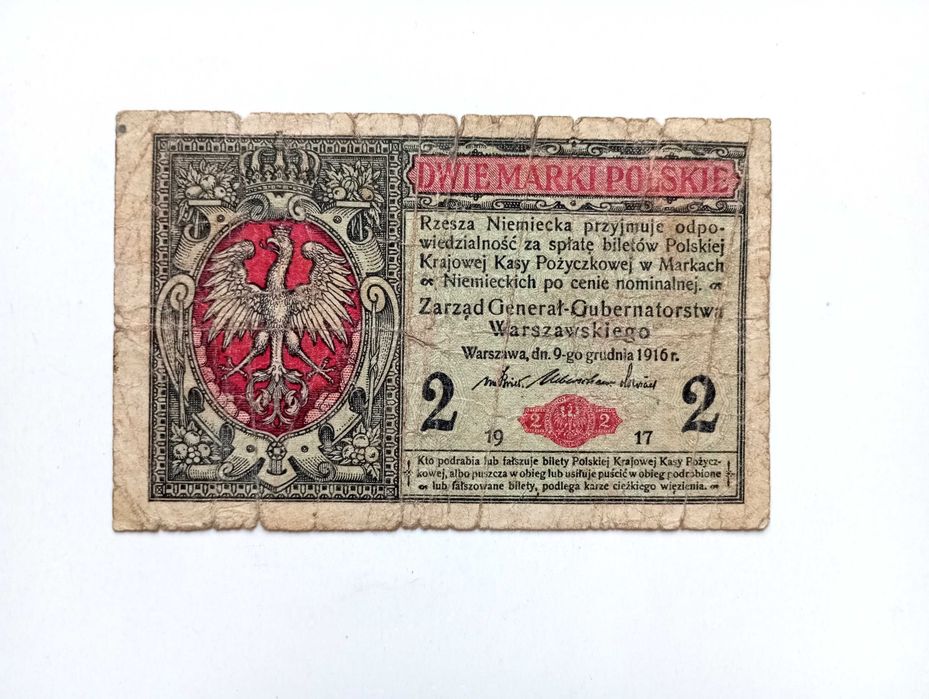 DWIE MARKI POLSKIE
Rzesza Niemiecka przyjmuje odpo-
wiedzialność za spłatę biletów Polskiej
Krajowej Kasy Pożyczkowej w Markach
Niemieckich po cenie nominalnej.
Zarząd Generał-Gubernatorstwa
Warszawskiego
Warszawa, dn. 9-go grudnia 1916 r.
2 2 2 2
19 17
Kto podrabia lub fałszuje bilety Polskiej Krajowej Kasy Pożycz-
kowej, albo puszcza w obieg lub usiłuje puścić w obieg podrobione
lub fałszowane bilety, podlega karze ciężkiego więzienia.